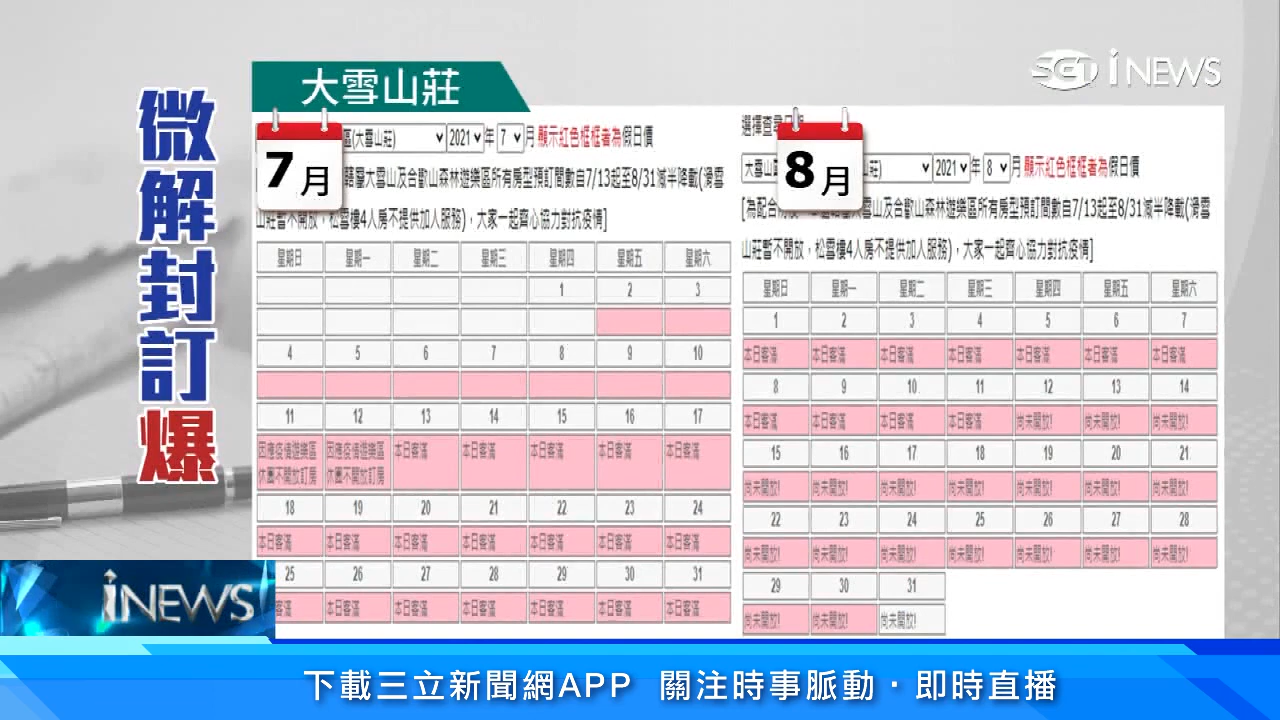 微解封訂爆
大雪山莊
SET iNEWS
7月
區(大雪山莊) 2021年 7月 顯示紅色框框者為假日價
轄屬大雪山及合歡山森林遊樂區所有房型預訂間數自7/13起至8/31減半降載(滑雪
山莊暫不開放，松雪樓4人房不提供加人服務)，大家一起齊心協力對抗疫情]
星期日 星期一 星期二 星期三 星期四 星期五 星期六
1 2 3
4 5 6 7 8 9 10
11 12 13 14 15 16 17
因應疫情遊樂區 因應疫情遊樂區 本日客滿 本日客滿 本日客滿 本日客滿 本日客滿
休園不開放訂房 休園不開放訂房
18 19 20 21 22 23 24
本日客滿 本日客滿 本日客滿 本日客滿 本日客滿 本日客滿 本日客滿
25 26 27 28 29 30 31
客滿 本日客滿 本日客滿 本日客滿 本日客滿 本日客滿 本日客滿
8月
選擇查尋
大雪山 莊) 2021年 8月 顯示紅色框框者為假日價
[為配合防 雪山及合歡山森林遊樂區所有房型預訂間數自7/13起至8/31減半降載(滑雪
山莊暫不開放，松雪樓4人房不提供加人服務)，大家一起齊心協力對抗疫情]
星期日 星期一 星期二 星期三 星期四 星期五 星期六
1 2 3 4 5 6 7
本日客滿 本日客滿 本日客滿 本日客滿 本日客滿 本日客滿 本日客滿
8 9 10 11 12 13 14
本日客滿 本日客滿 本日客滿 本日客滿 尚未開放! 尚未開放! 尚未開放!
15 16 17 18 19 20 21
尚未開放! 尚未開放! 尚未開放! 尚未開放! 尚未開放! 尚未開放! 尚未開放!
22 23 24 25 26 27 28
尚未開放! 尚未開放! 尚未開放! 尚未開放! 尚未開放! 尚未開放! 尚未開放!
29 30 31
尚未開放! 尚未開放! 尚未開放!
iNEWS
下載三立新聞網APP 關注時事脈動・即時直播